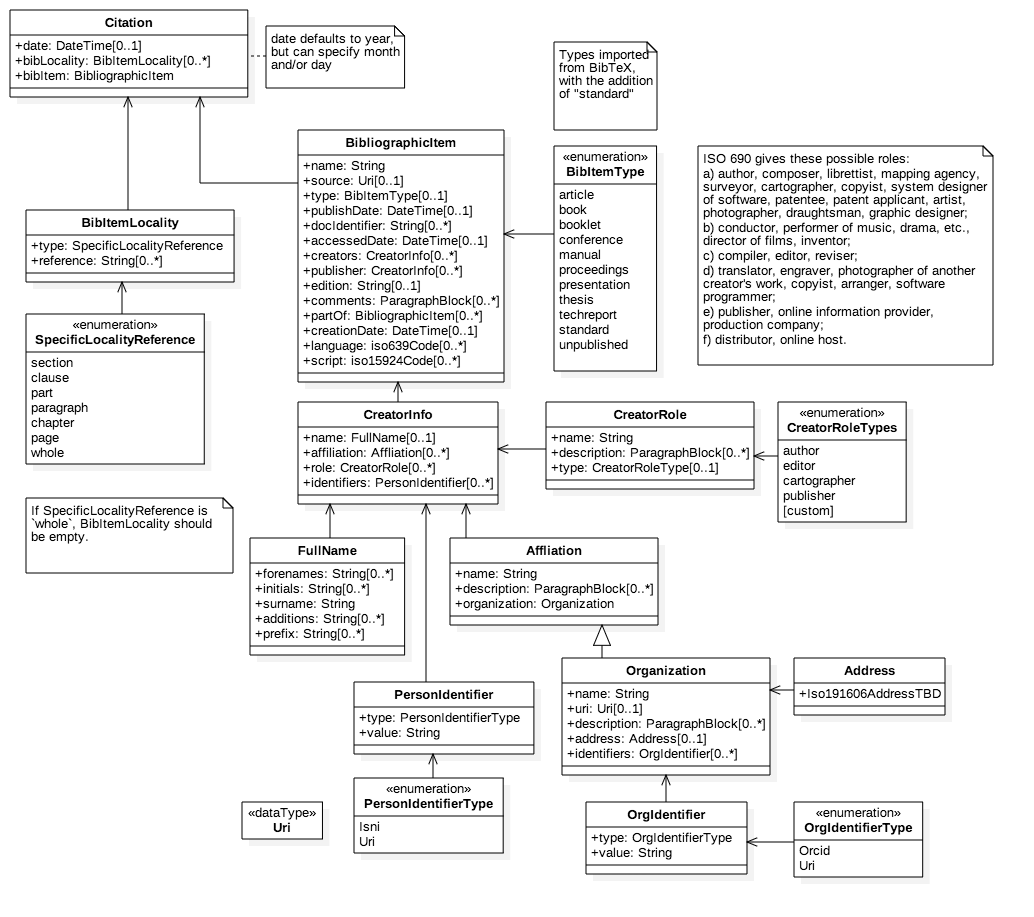 Citation
+date: DateTime[0..1]
+bibLocality: BibItemLocality[0..*]
+bibItem: BibliographicItem
date defaults to year,
but can specify month
and/or day
Types imported
from BibTeX,
with the addition
of "standard"
BibliographicItem
+name: String
+source: Uri[0..1]
+type: BibItemType[0..1]
+publishDate: DateTime[0..1]
+docIdentifier: String[0..*]
+accessedDate: DateTime[0..1]
+creators: CreatorInfo[0..*]
+publisher: CreatorInfo[0..*]
+edition: String[0..1]
+comments: ParagraphBlock[0..*]
+partOf: BibliographicItem[0..*]
+creationDate: DateTime[0..1]
+language: iso639Code[0..*]
+script: iso15924Code[0..*]
«enumeration»
BibItemType
article
book
booklet
conference
manual
proceedings
presentation
thesis
techreport
standard
unpublished
ISO 690 gives these possible roles:
a) author, composer, librettist, mapping agency,
surveyor, cartographer, copyist, system designer
of software, patentee, patent applicant, artist,
photographer, draughtsman, graphic designer;
b) conductor, performer of music, drama, etc.,
director of films, inventor;
c) compiler, editor, reviser;
d) translator, engraver, photographer of another
creator's work, copyist, arranger, software
programmer;
e) publisher, online information provider,
production company;
f) distributor, online host.
BibItemLocality
+type: SpecificLocalityReference
+reference: String[0..*]
«enumeration»
SpecificLocalityReference
section
clause
part
paragraph
chapter
page
whole
If SpecificLocalityReference is
`whole`, BibItemLocality should
be empty.
CreatorInfo
+name: FullName[0..1]
+affiliation: Affliation[0..*]
+role: CreatorRole[0..*]
+identifiers: PersonIdentifier[0..*]
CreatorRole
+name: String
+description: ParagraphBlock[0..*]
+type: CreatorRoleType[0..1]
«enumeration»
CreatorRoleTypes
author
editor
cartographer
publisher
[custom]
FullName
+forenames: String[0..*]
+initials: String[0..*]
+surname: String
+additions: String[0..*]
+prefix: String[0..*]
Affliation
+name: String
+description: ParagraphBlock[0..*]
+organization: Organization
PersonIdentifier
+type: PersonIdentifierType
+value: String
Organization
+name: String
+uri: Uri[0..1]
+description: ParagraphBlock[0..*]
+address: Address[0..1]
+identifiers: OrgIdentifier[0..*]
Address
+Iso191606AddressTBD
«dataType»
Uri
«enumeration»
PersonIdentifierType
Isni
Uri
OrgIdentifier
+type: OrgIdentifierType
+value: String
«enumeration»
OrgIdentifierType
Orcid
Uri